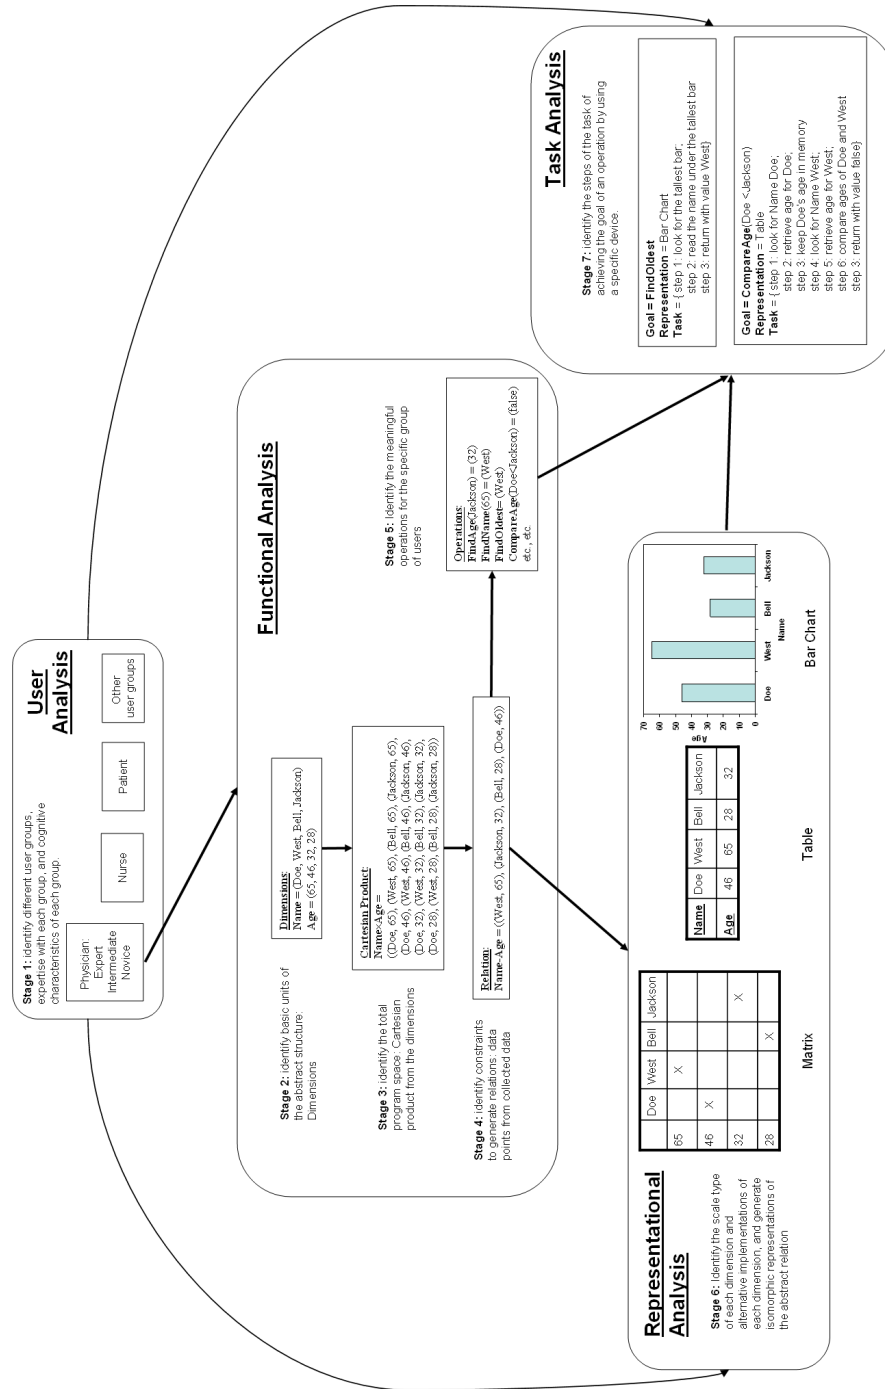 User
Analysis
Stage 1: identify different user groups,
expertise with each group, and cognitive
characteristics of each group.
Physician:
Expert
Intermediate
Novice
Nurse
Patient
Other
user groups
Functional Analysis
Stage 2: identify basic units of
the abstract structure:
Dimensions
Dimensions:
Name = (Doe, West, Bell, Jackson)
Age = (65, 46, 32, 28)
Stage 3: identify the total
program space: Cartesian
product from the dimensions
Cartesian Product:
Name×Age =
((Doe, 65), (West, 65), (Bell, 65), (Jackson, 65),
(Doe, 46), (West, 46), (Bell, 46), (Jackson, 46),
(Doe, 32), (West, 32), (Bell, 32), (Jackson, 32),
(Doe, 28), (West, 28), (Bell, 28), (Jackson, 28))
Stage 4: identify constraints
to generate relations: data
points from collected data
Relation:
Name-Age = ((West, 65), (Jackson, 32), (Bell, 28), (Doe, 46))
Stage 5: Identify the meaningful
operations for the specific group
of users
Operations:
FindAge(Jackson) = (32)
FindName(65) = (West)
FindOldest= (West)
CompareAge(Doe<Jackson) = (false)
etc., etc.
Representational
Analysis
Stage 6: Identify the scale type
of each dimension and
alternative implementations of
each dimension, and generate
isomorphic representations of
the abstract relation
Doe West Bell Jackson
65 X
46 X
32 X
28 X
Matrix
Name Doe West Bell Jackson
Age 46 65 28 32
Table
70
60
50
40
30
20
10
0
Age
Doe West Bell Jackson
Name
Bar Chart
Task Analysis
Stage 7: identify the steps of the task of
achieving the goal of an operation by using
a specific device.
Goal = FindOldest
Representation = Bar Chart
Task = { step 1: look for the tallest bar;
step 2: read the name under the tallest bar
step 3: return with value West}
Goal = CompareAge(Doe <Jackson)
Representation = Table
Task = { step 1: look for Name Doe;
step 2: retrieve age for Doe;
step 3: keep Doe's age in memory
step 4: look for Name West;
step 5: retrieve age for West;
step 6: compare ages of Doe and West
step 3: return with value false}